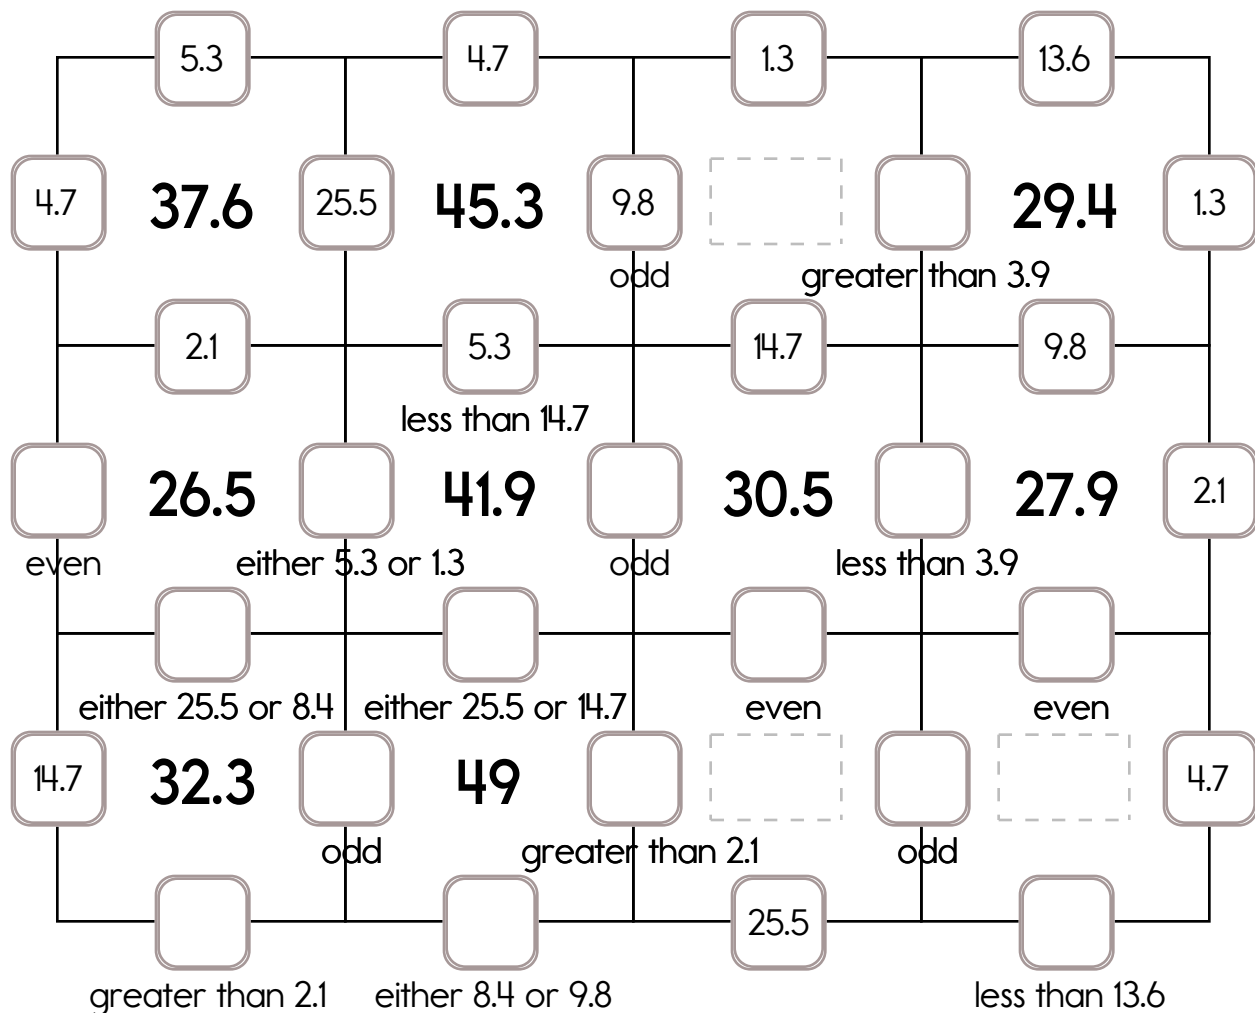 5.3 4.7 1.3 13.6
4.7 37.6 25.5 45.3 9.8 29.4 1.3
odd greater than 3.9
2.1 5.3 14.7 9.8
less than 14.7
26.5 41.9 30.5 27.9 2.1
even either 5.3 or 1.3 odd less than 3.9
either 25.5 or 8.4 either 25.5 or 14.7 even even
14.7 32.3 49 4.7
odd greater than 2.1 odd
25.5
greater than 2.1 either 8.4 or 9.8 less than 13.6